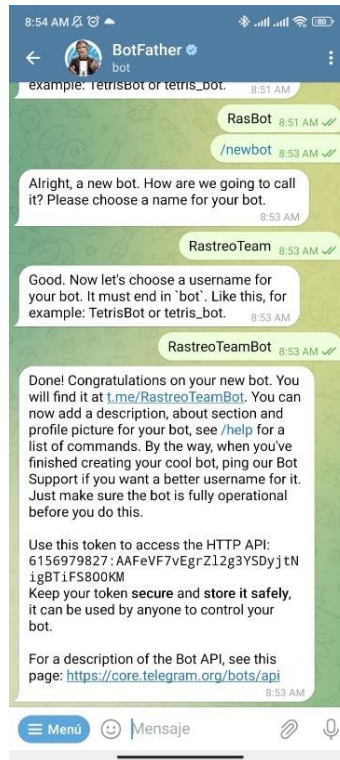 8:54 AM
80
BotFather
bot
example: TetrisBot or tetris_bot.
8:51 AM
RasBot 8:51 AM
/newbot 8:53 AM
Alright, a new bot. How are we going to call
it? Please choose a name for your bot.
8:53 AM
RastreoTeam 8:53 AM
Good. Now let's choose a username for
your bot. It must end in `bot`. Like this, for
example: TetrisBot or tetris_bot.
8:53 AM
RastreoTeamBot 8:53 AM
Done! Congratulations on your new bot. You
will find it at t.me/RastreoTeamBot. You can
now add a description, about section and
profile picture for your bot, see /help for a
list of commands. By the way, when you've
finished creating your cool bot, ping our Bot
Support if you want a better username for it.
Just make sure the bot is fully operational
before you do this.
Use this token to access the HTTP API:
6156979827:AAFeVF7vEgrZl2g3YSDyjtN
igBTiFS8OOKM
Keep your token secure and store it safely,
it can be used by anyone to control your
bot.
For a description of the Bot API, see this
page: https://core.telegram.org/bots/api
8:53 AM
Menú
Mensaje